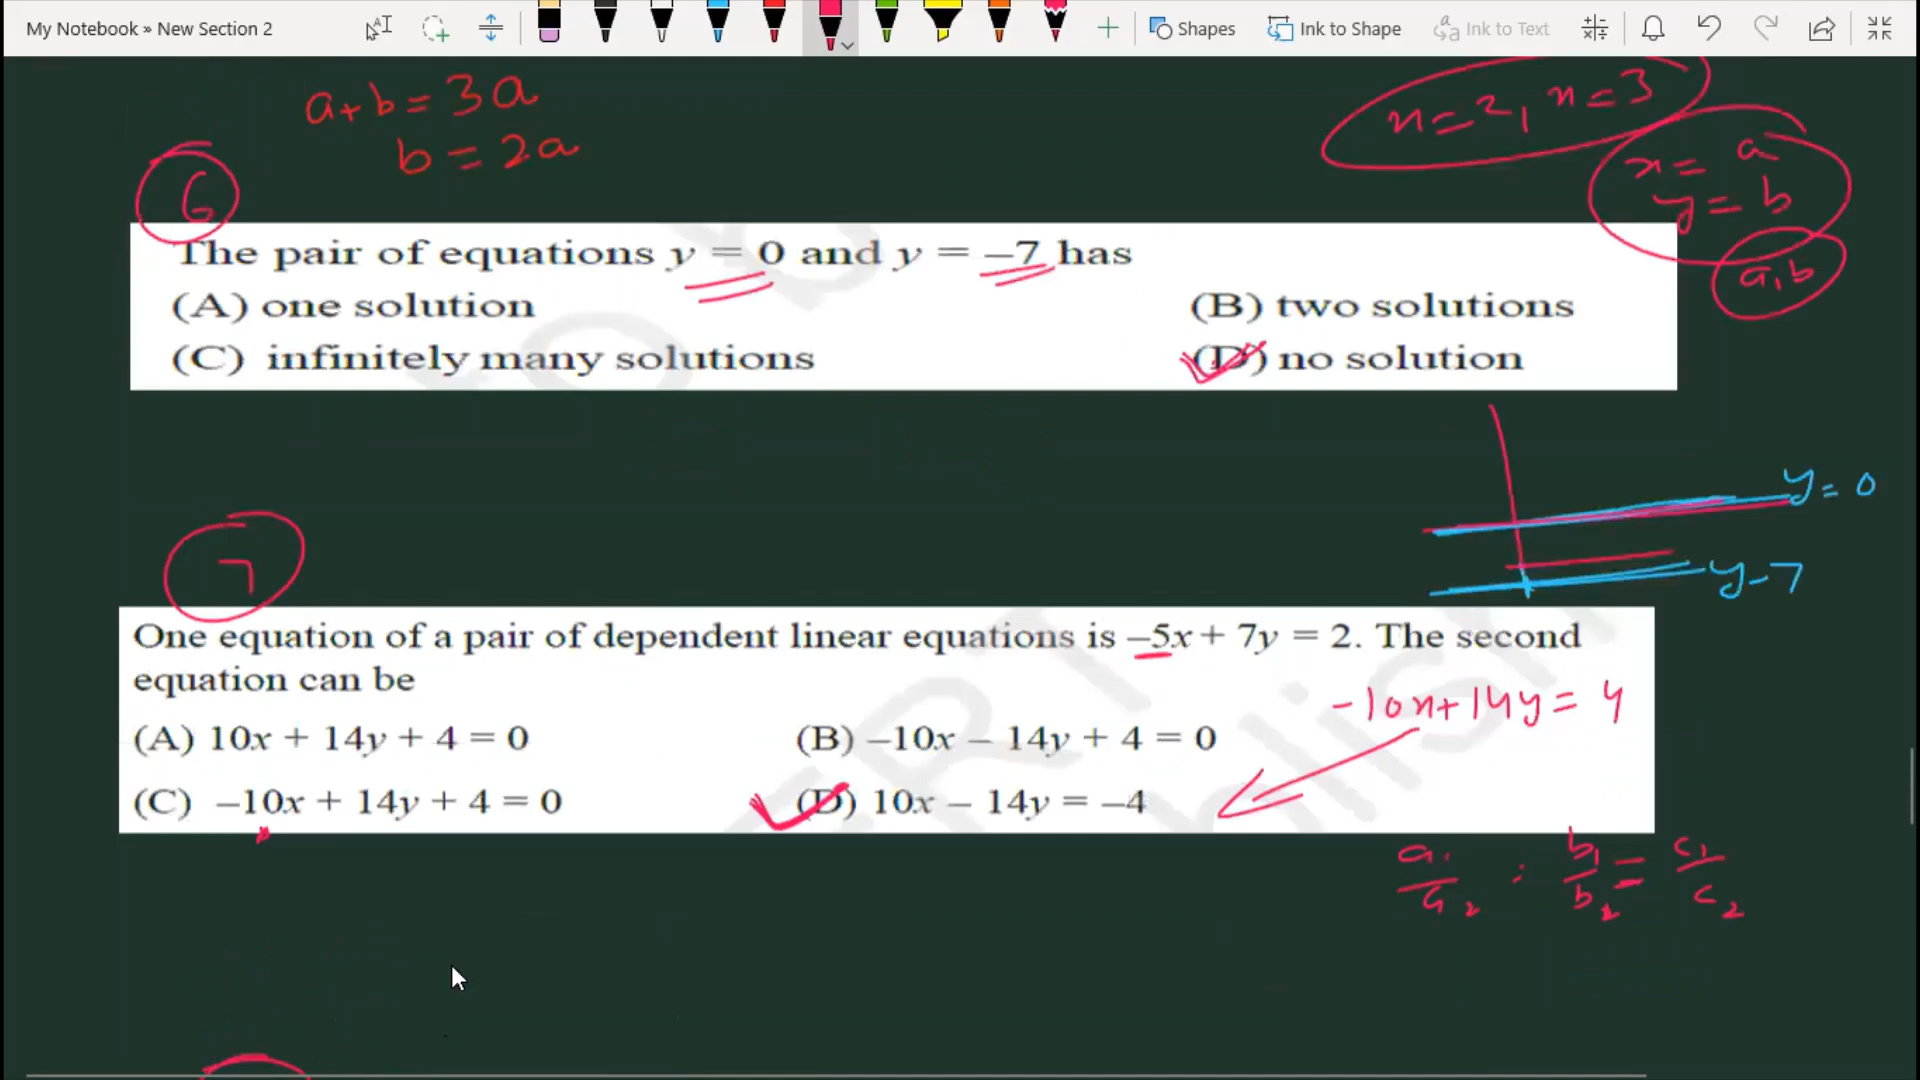 My Notebook » New Section 2
Shapes
Ink to Shape
Ink to Text
a+b=3a
b=2a
x=2, x=3
x= a
y= b
a,b
6
The pair of equations y = 0 and y = –7 has
(A) one solution
(B) two solutions
(C) infinitely many solutions
(D) no solution
y= 0
y-7
7
One equation of a pair of dependent linear equations is –5x + 7y = 2. The second
equation can be
-10x+14y= 4
(A) 10x + 14y + 4 = 0
(B) –10x – 14y + 4 = 0
(C) –10x + 14y + 4 = 0
(D) 10x – 14y = –4
a1/a2 : b1/b2 = c1/c2